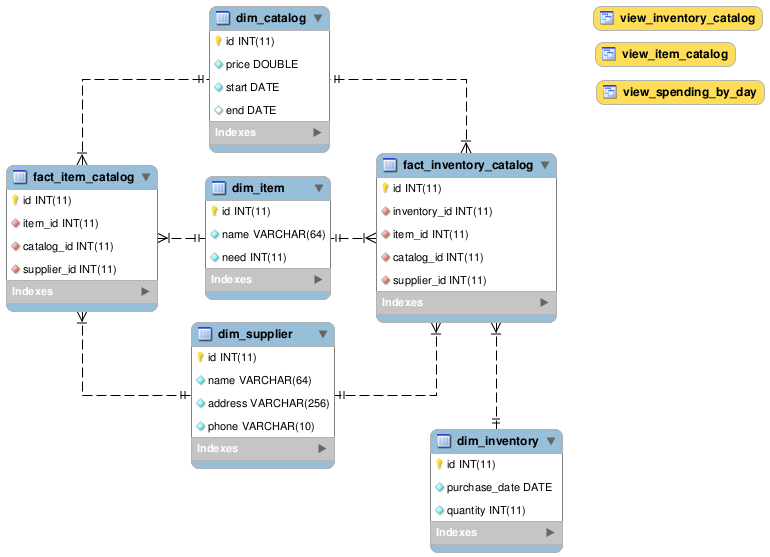 dim_catalog
id INT(11)
price DOUBLE
start DATE
end DATE
Indexes
view_inventory_catalog
view_item_catalog
view_spending_by_day
fact_item_catalog
id INT(11)
item_id INT(11)
catalog_id INT(11)
supplier_id INT(11)
Indexes
dim_item
id INT(11)
name VARCHAR(64)
need INT(11)
Indexes
fact_inventory_catalog
id INT(11)
inventory_id INT(11)
item_id INT(11)
catalog_id INT(11)
supplier_id INT(11)
Indexes
dim_supplier
id INT(11)
name VARCHAR(64)
address VARCHAR(256)
phone VARCHAR(10)
Indexes
dim_inventory
id INT(11)
purchase_date DATE
quantity INT(11)
Indexes